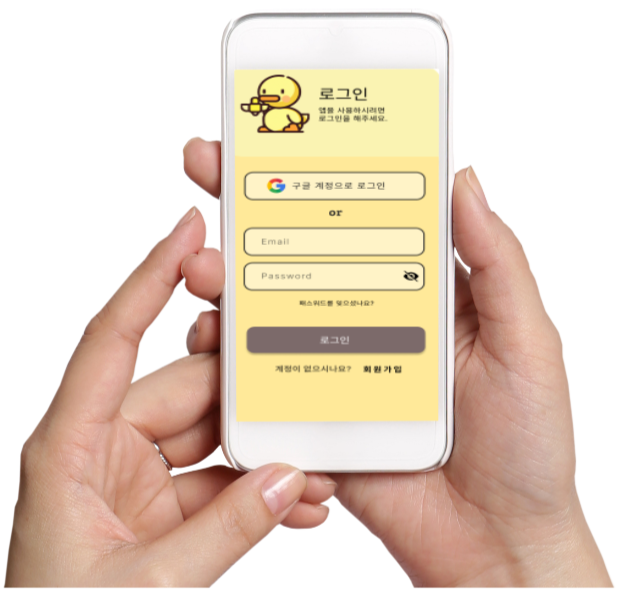 로그인
앱을 사용하시려면
로그인을 해주세요.
구글 계정으로 로그인
or
Email
Password
패스워드를 잊으셨나요?
로그인
계정이 없으시나요? 회원가입